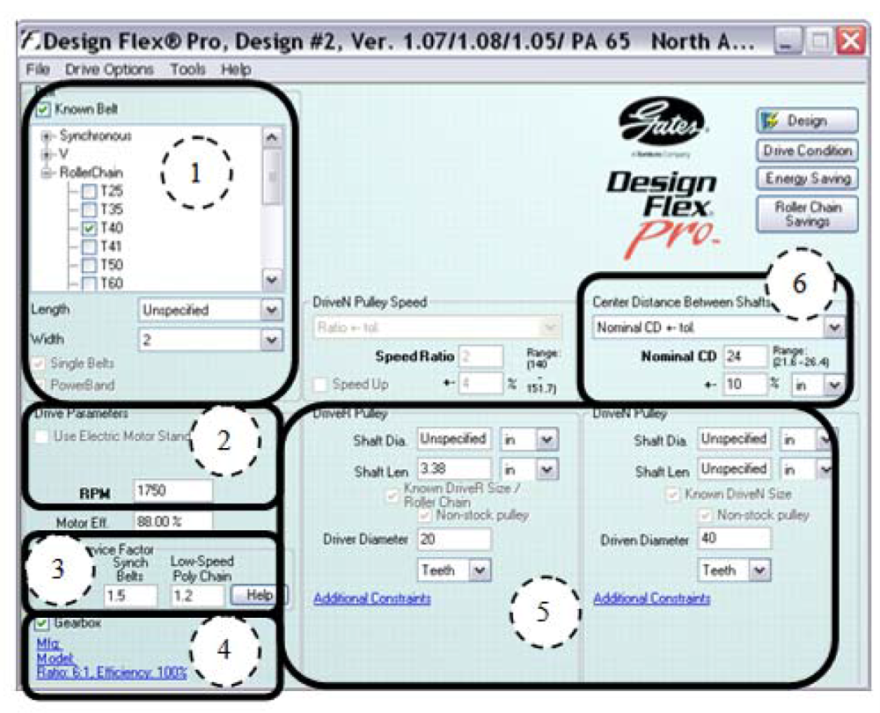 Design Flex® Pro, Design #2, Ver. 1.07/1.08/1.05/ PA 65 North A...
File Drive Options Tools Help
Known Belt
Synchronous
V
RollerChain
T25
T35
T40
T41
T50
T60
1
Length Unspecified
Width 2
Single Belts
PowerBand
Gates
Design
Flex
Pro.
Design
Drive Condition
Energy Saving
Roller Chain
Savings
DriveN Pulley Speed
Ratio +- tol.
Speed Ratio 2 Range:
(140
-
151.7)
Speed Up +- 4 %
6
Center Distance Between Shafts
Nominal CD +- tol.
Nominal CD 24 Range:
(21.6 - 26.4)
+- 10 % in
Drive Parameters
Use Electric Motor Stand
2
RPM 1750
Motor Eff. 88.00 %
3
Service Factor
Synch
Belts
Low-Speed
Poly Chain
1.5 1.2 Help
Gearbox
Mfg.
Model:
Ratio: 6:1, Efficiency: 100%
4
DriveR Pulley
Shaft Dia. Unspecified in
Shaft Len 3.38 in
Known DriveR Size /
Roller Chain
Non-stock pulley
Driver Diameter 20
Teeth
Additional Constraints
5
DriveN Pulley
Shaft Dia. Unspecified in
Shaft Len Unspecified in
Known DriveN Size
Non-stock pulley
Driven Diameter 40
Teeth
Additional Constraints